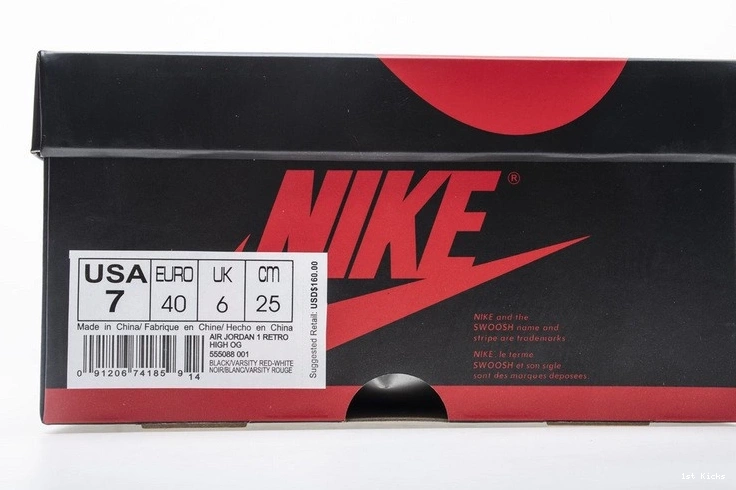 NIKE®
USA EURO UK cm
7 40 6 25
Made in China/ Fabrique en Chine/ Hecho en China
AIR JORDAN 1 RETRO
HIGH OG
555088 001
BLACK/VARSITY RED-WHITE
NOIR/BLANC/VARSITY ROUGE
0 91206 74185 9 14
Suggested Retail: USD$160.00
NIKE and the
SWOOSH name and
stripe are trademarks
NIKE, le terme
SWOOSH et son sigle
sont des marques deposees
1st Kicks